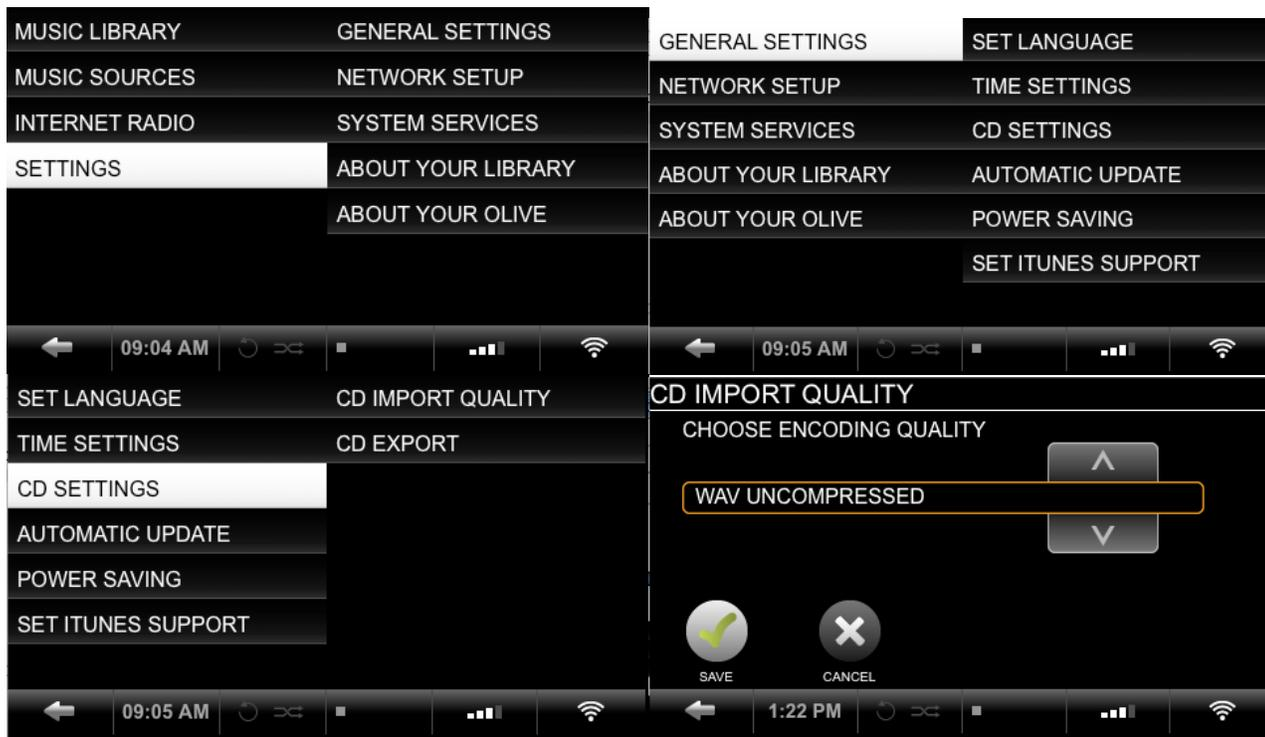 MUSIC LIBRARY
MUSIC SOURCES
INTERNET RADIO
SETTINGS
GENERAL SETTINGS
NETWORK SETUP
SYSTEM SERVICES
ABOUT YOUR LIBRARY
ABOUT YOUR OLIVE
09:04 AM
GENERAL SETTINGS
NETWORK SETUP
SYSTEM SERVICES
ABOUT YOUR LIBRARY
ABOUT YOUR OLIVE
SET LANGUAGE
TIME SETTINGS
CD SETTINGS
AUTOMATIC UPDATE
POWER SAVING
SET ITUNES SUPPORT
09:05 AM
SET LANGUAGE
TIME SETTINGS
CD SETTINGS
AUTOMATIC UPDATE
POWER SAVING
SET ITUNES SUPPORT
CD IMPORT QUALITY
CD EXPORT
09:05 AM
CD IMPORT QUALITY
CHOOSE ENCODING QUALITY
WAV UNCOMPRESSED
SAVE
CANCEL
1:22 PM